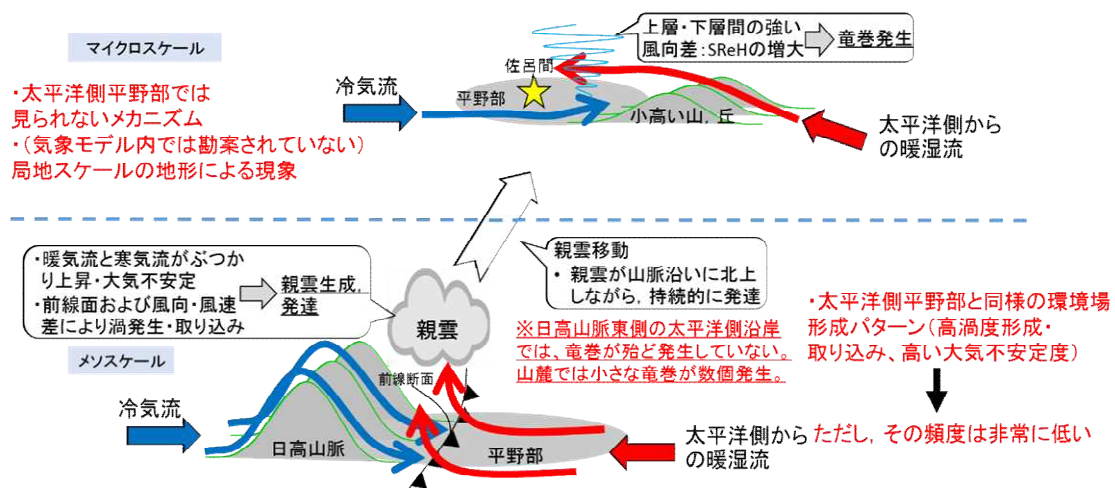 マイクロスケール
・太平洋側平野部では
見られないメカニズム
・(気象モデル内では勘案されていない)
局地スケールの地形による現象
冷気流
平野部
佐呂間
上層・下層間の強い
風向差:SReHの増大
竜巻発生
小高い山,丘
太平洋側から
の暖湿流
・暖気流と寒気流がぶつか
り上昇・大気不安定
・前線面および風向・風速
差により渦発生・取り込み
親雲生成,
発達
親雲
親雲移動
・ 親雲が山脈沿いに北上
しながら,持続的に発達
※日高山脈東側の太平洋側沿岸
では、竜巻が殆ど発生していない。
山麓では小さな竜巻が数個発生。
・太平洋側平野部と同様の環境場
形成パターン(高渦度形成・
取り込み、高い大気不安定度)
ただし,その頻度は非常に低い
メソスケール
冷気流
日高山脈
前線断面
平野部
太平洋側から
の暖湿流